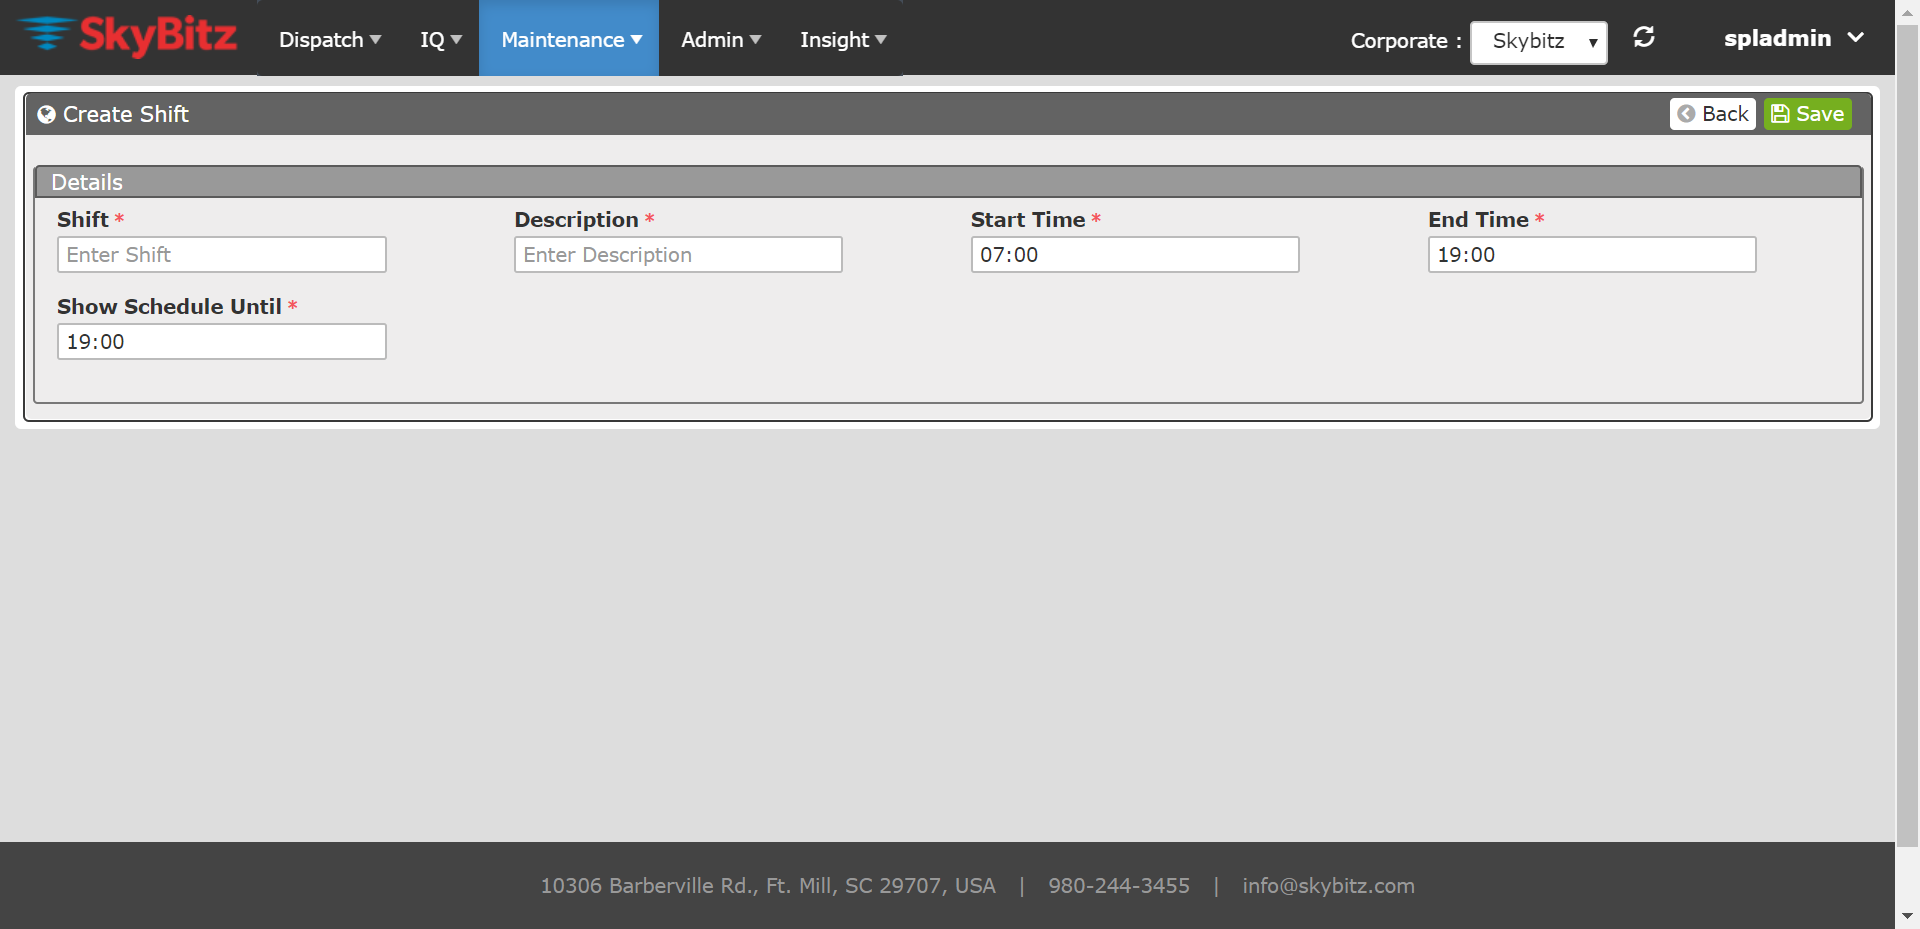 SkyBitz Dispatch IQ Maintenance Admin Insight Corporate : Skybitz spladmin
Create Shift Back Save
Details
Shift * Description * Start Time * End Time *
Enter Shift Enter Description 07:00 19:00
Show Schedule Until *
19:00
10306 Barberville Rd., Ft. Mill, SC 29707, USA | 980-244-3455 | info@skybitz.com